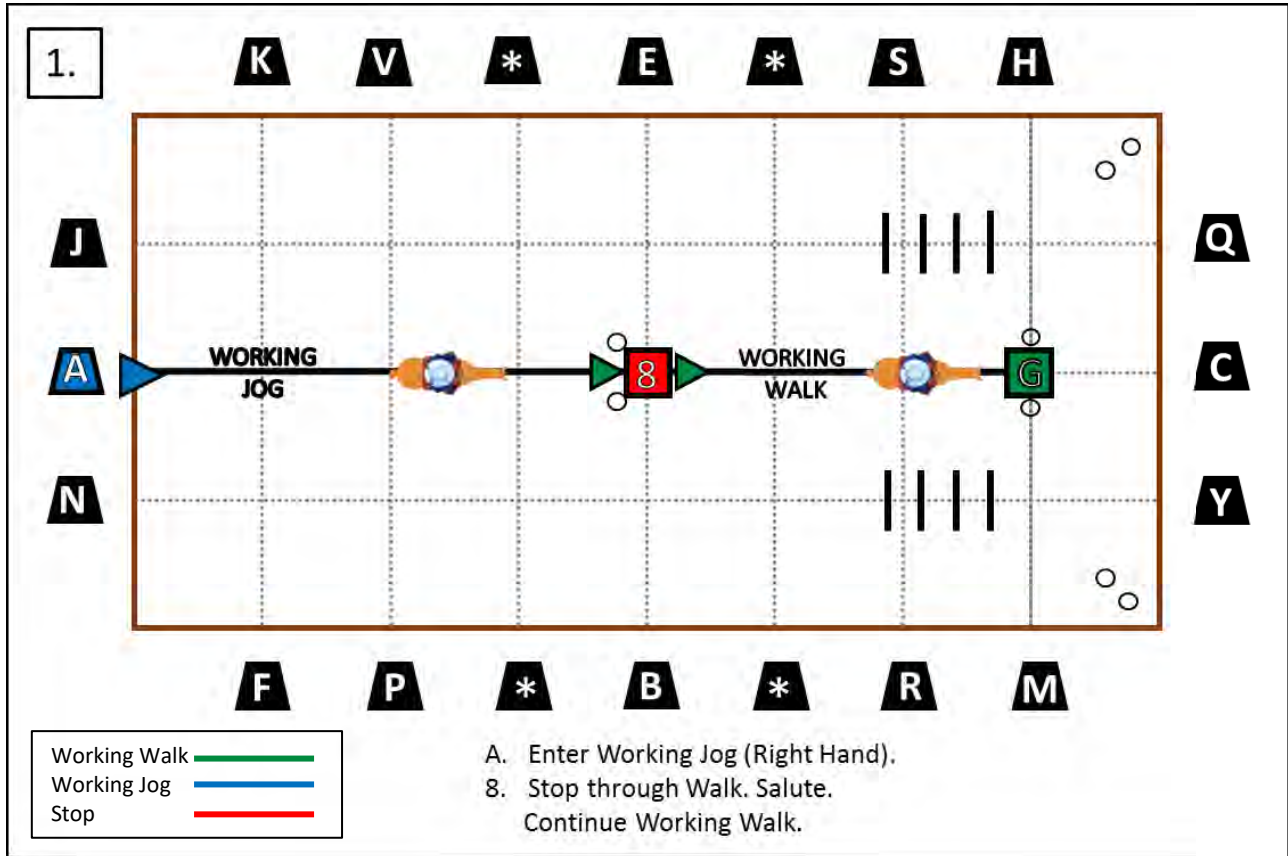 1.
K V * E * S H
J Q
A 8 G C
WORKING WORKING
JOG WALK
N Y
F P * B * R M
Working Walk
Working Jog
Stop
A. Enter Working Jog (Right Hand).
8. Stop through Walk. Salute.
Continue Working Walk.